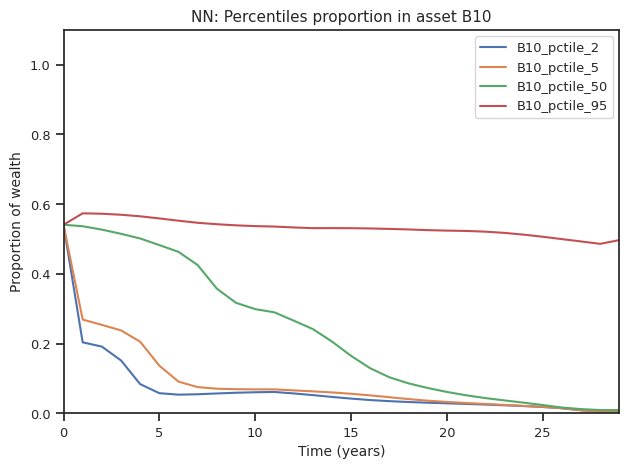 NN: Percentiles proportion in asset B10
B10_pctile_2
B10_pctile_5
B10_pctile_50
B10_pctile_95
Proportion of wealth
1.0
0.8
0.6
0.4
0.2
0.0
0 5 10 15 20 25
Time (years)